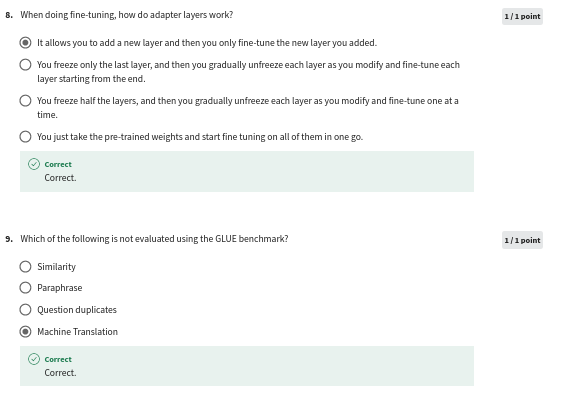 8. When doing fine-tuning, how do adapter layers work?
1 / 1 point
It allows you to add a new layer and then you only fine-tune the new layer you added.
You freeze only the last layer, and then you gradually unfreeze each layer as you modify and fine-tune each
layer starting from the end.
You freeze half the layers, and then you gradually unfreeze each layer as you modify and fine-tune one at a
time.
You just take the pre-trained weights and start fine tuning on all of them in one go.
Correct
Correct.
9. Which of the following is not evaluated using the GLUE benchmark?
1 / 1 point
Similarity
Paraphrase
Question duplicates
Machine Translation
Correct
Correct.